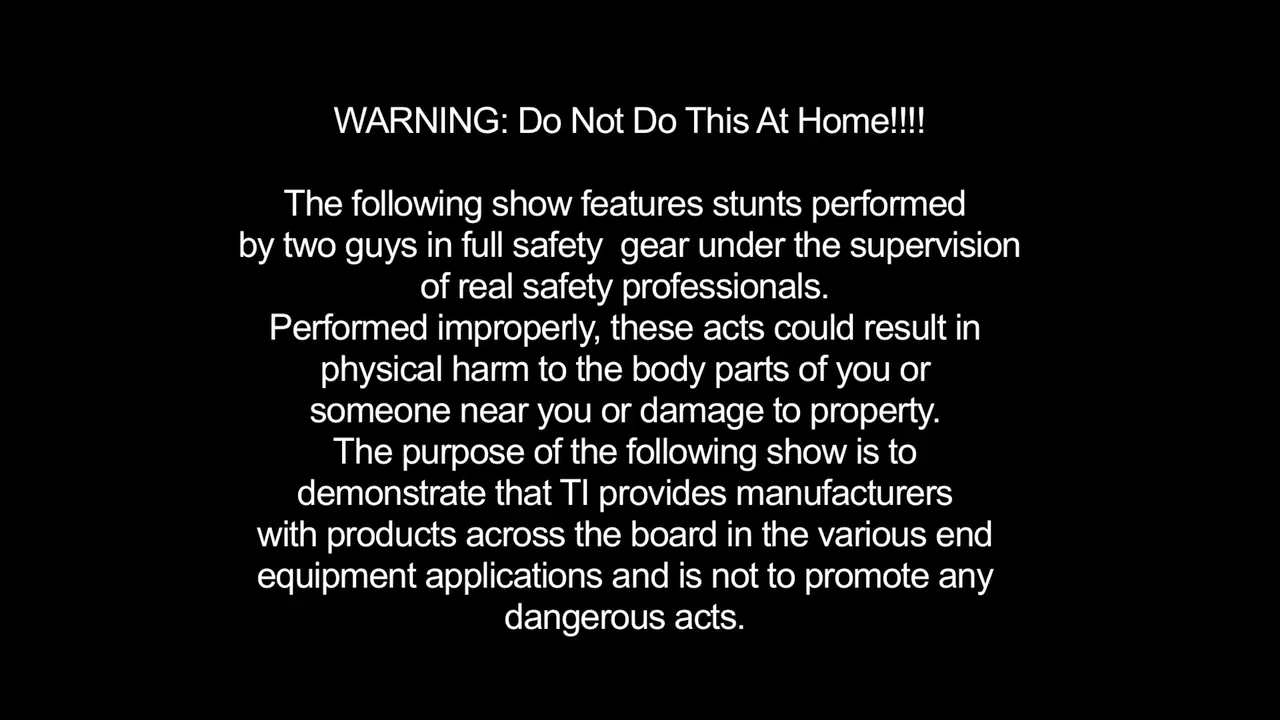 WARNING: Do Not Do This At Home!!!!
The following show features stunts performed
by two guys in full safety  gear under the supervision
of real safety professionals.
Performed improperly, these acts could result in
physical harm to the body parts of you or
someone near you or damage to property.
The purpose of the following show is to
demonstrate that TI provides manufacturers
with products across the board in the various end
equipment applications and is not to promote any
dangerous acts.